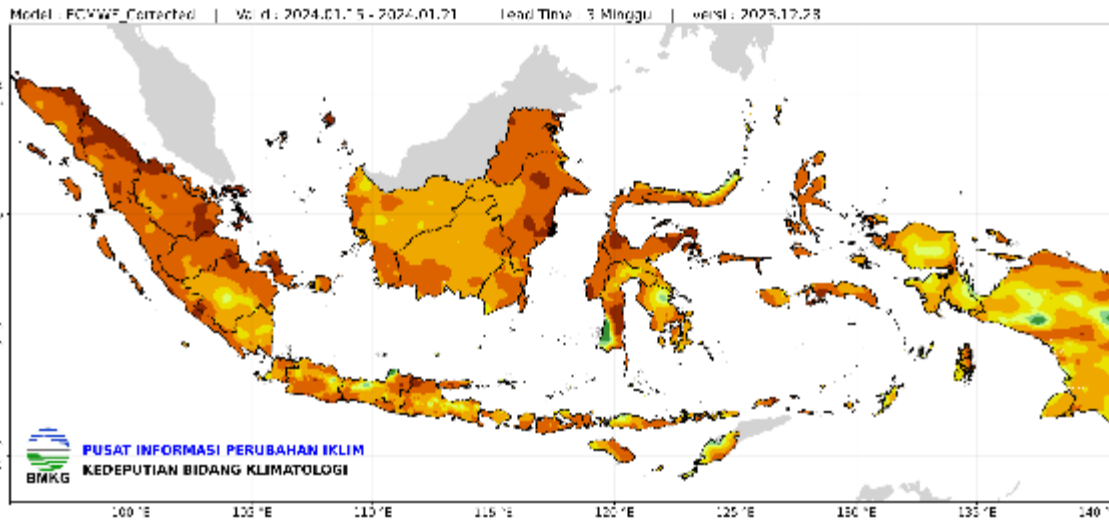 Model : ECMWF_Corrected | Valid : 2024.01.15 - 2024.01.21 Lead Time : 3 Minggu | versi : 2023.12.28
PUSAT INFORMASI PERUBAHAN IKLIM
KEDEPUTIAN BIDANG KLIMATOLOGI
BMKG
100 °E 105 °E 110 °E 115 °E 120 °E 125 °E 130 °E 135 °E 140 °E